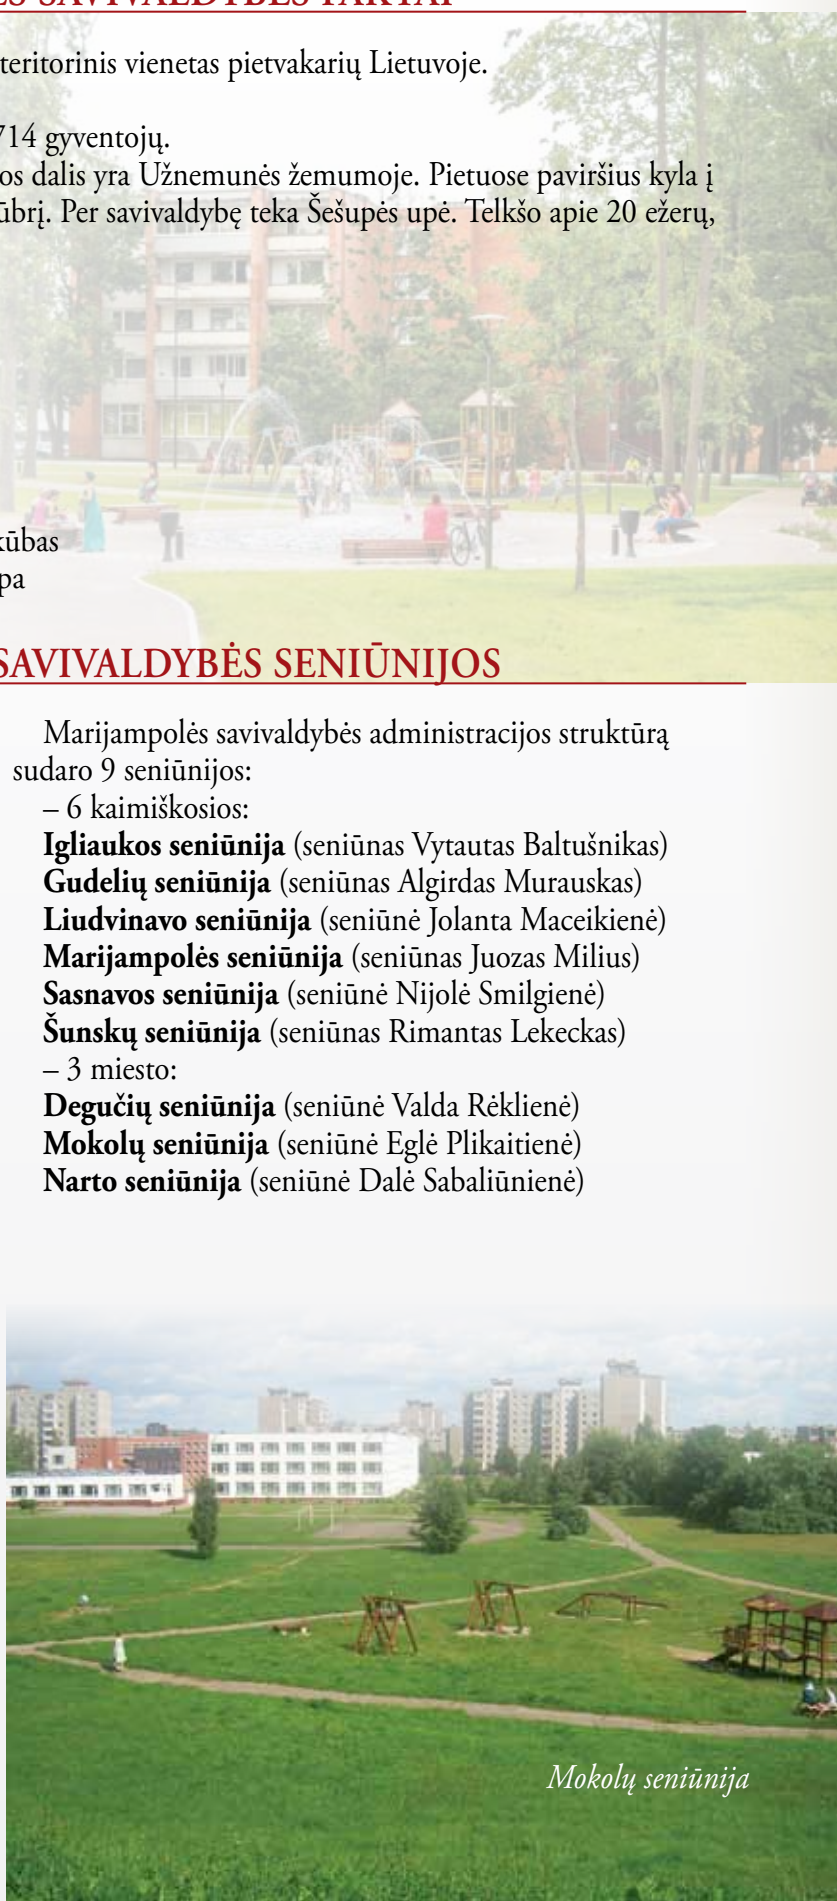 SAVIVALDYBĖS FAKTAI
teritorinis vienetas pietvakarių Lietuvoje.
714 gyventojų.
os dalis yra Užnemunės žemumoje. Pietuose paviršius kyla į
ūbrį. Per savivaldybę teka Šešupės upė. Telkšo apie 20 ežerų,
kūbas
pa
SAVIVALDYBĖS SENIŪNIJOS
Marijampolės savivaldybės administracijos struktūrą
sudaro 9 seniūnijos:
– 6 kaimiškosios:
Igliaukos seniūnija (seniūnas Vytautas Baltušnikas)
Gudelių seniūnija (seniūnas Algirdas Murauskas)
Liudvinavo seniūnija (seniūnė Jolanta Maceikienė)
Marijampolės seniūnija (seniūnas Juozas Milius)
Sasnavos seniūnija (seniūnė Nijolė Smilgienė)
Šunskų seniūnija (seniūnas Rimantas Lekeckas)
– 3 miesto:
Degučių seniūnija (seniūnė Valda Rėklienė)
Mokolų seniūnija (seniūnė Eglė Plikaitienė)
Narto seniūnija (seniūnė Dalė Sabaliūnienė)
Mokolų seniūnija